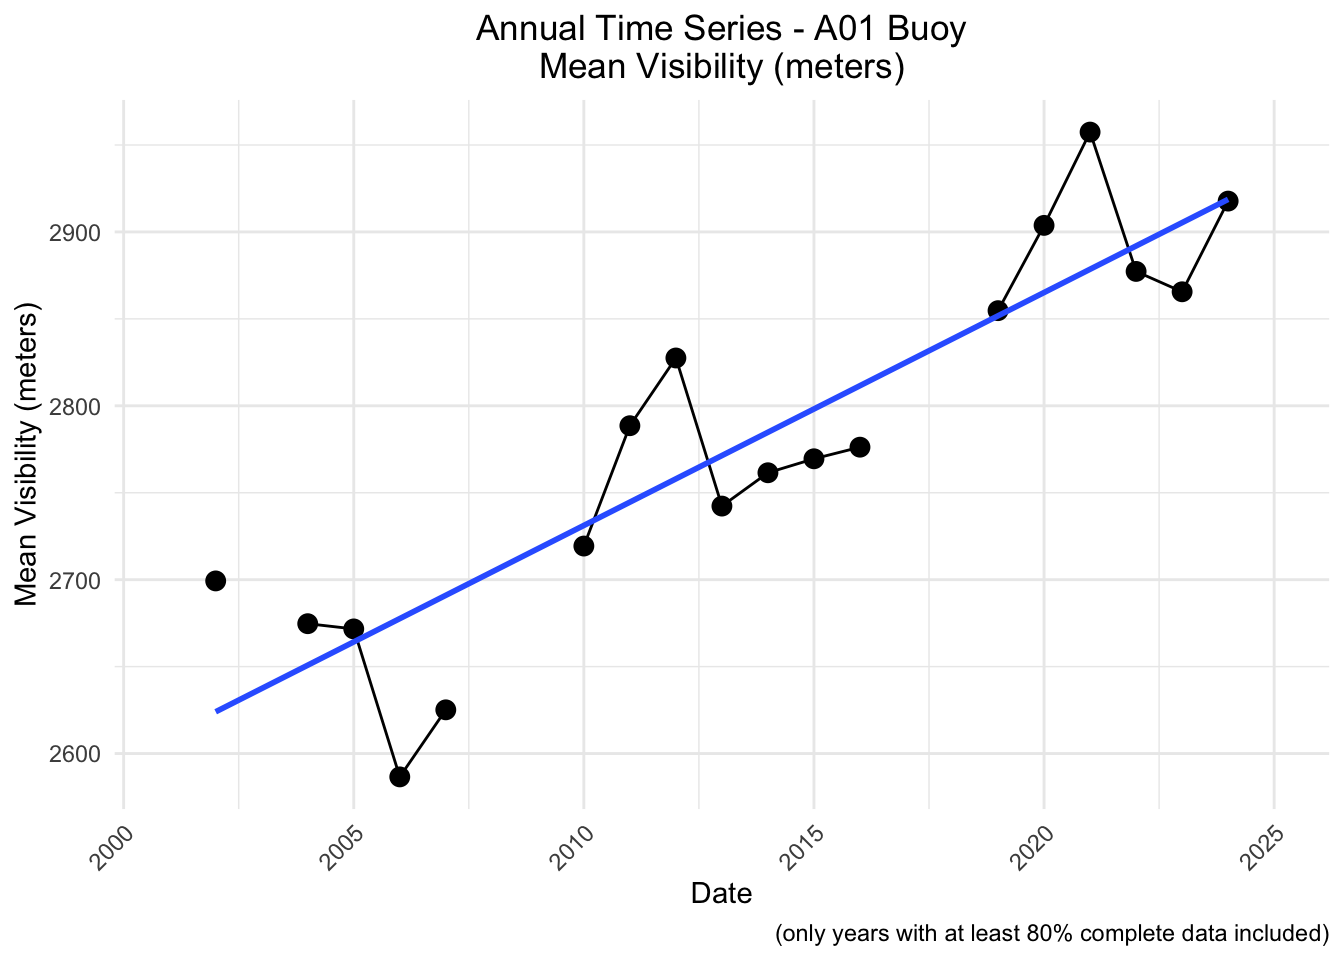 Annual Time Series - A01 Buoy
Mean Visibility (meters)
Mean Visibility (meters)
2900
2800
2700
2600
2000
2005
2010
2015
2020
2025
Date
(only years with at least 80% complete data included)